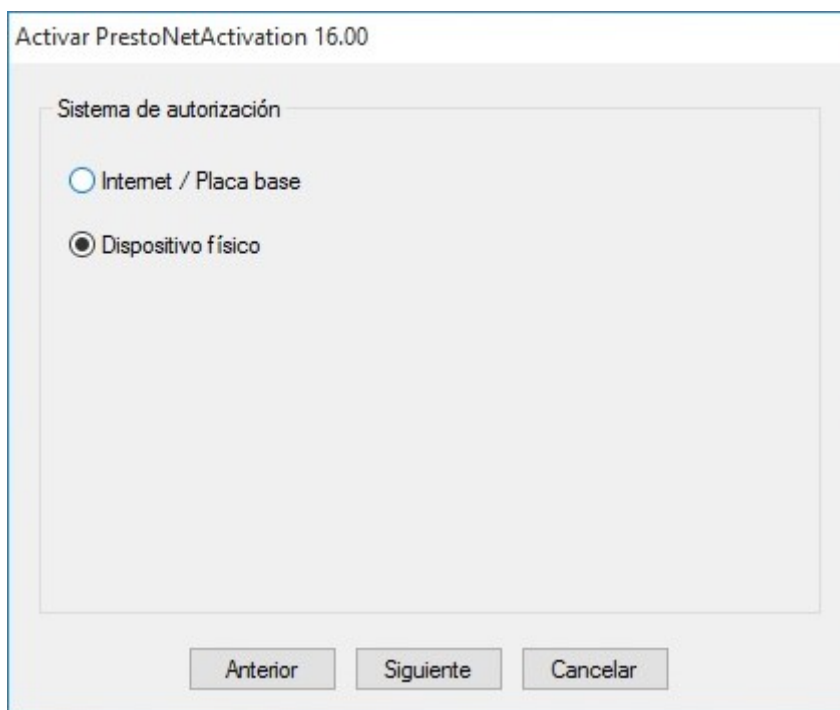 Activar PrestoNetActivation 16.00
Sistema de autorización
Internet / Placa base
Dispositivo físico
Anterior Siguiente Cancelar